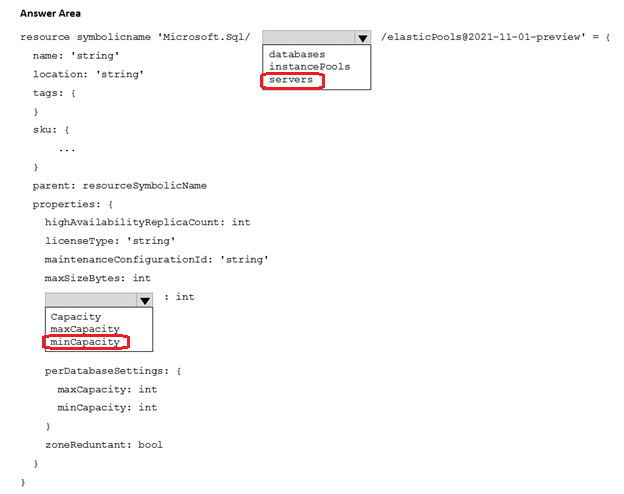 Answer Area
resource symbolicname 'Microsoft.Sql/ /elasticPools@2021-11-01-preview' = {
databases
instancePools
servers
name: 'string'
location: 'string'
tags: {
}
sku: {
...
}
parent: resourceSymbolicName
properties: {
highAvailabilityReplicaCount: int
licenseType: 'string'
maintenanceConfigurationId: 'string'
maxSizeBytes: int
: int
Capacity
maxCapacity
minCapacity
perDatabaseSettings: {
maxCapacity: int
minCapacity: int
}
zoneReduntant: bool
}
}